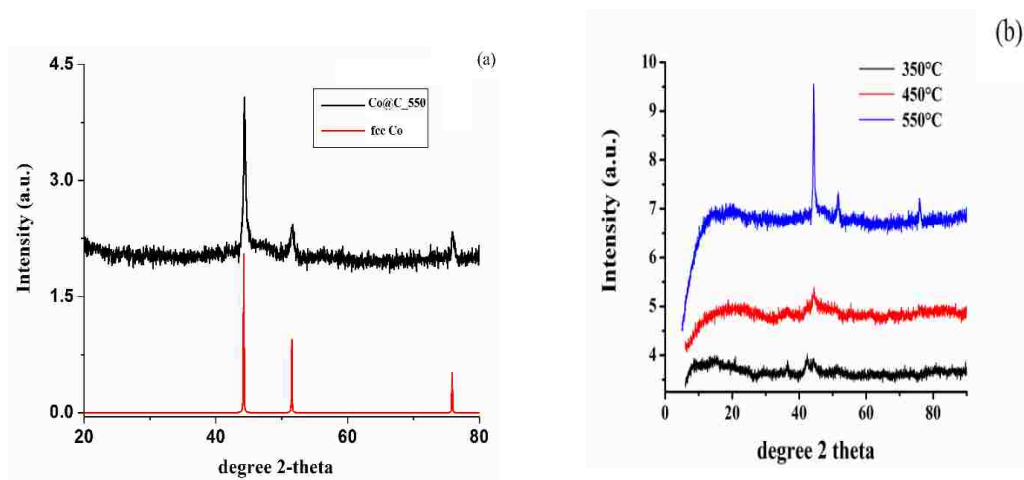 (a)
4.5
3.0
1.5
0.0
20
40
60
80
Intensity (a.u.)
degree 2-theta
Co@C_550
fcc Co
(b)
10
9
8
7
6
5
4
0
20
40
60
80
Intensity (a.u.)
degree 2 theta
350°C
450°C
550°C